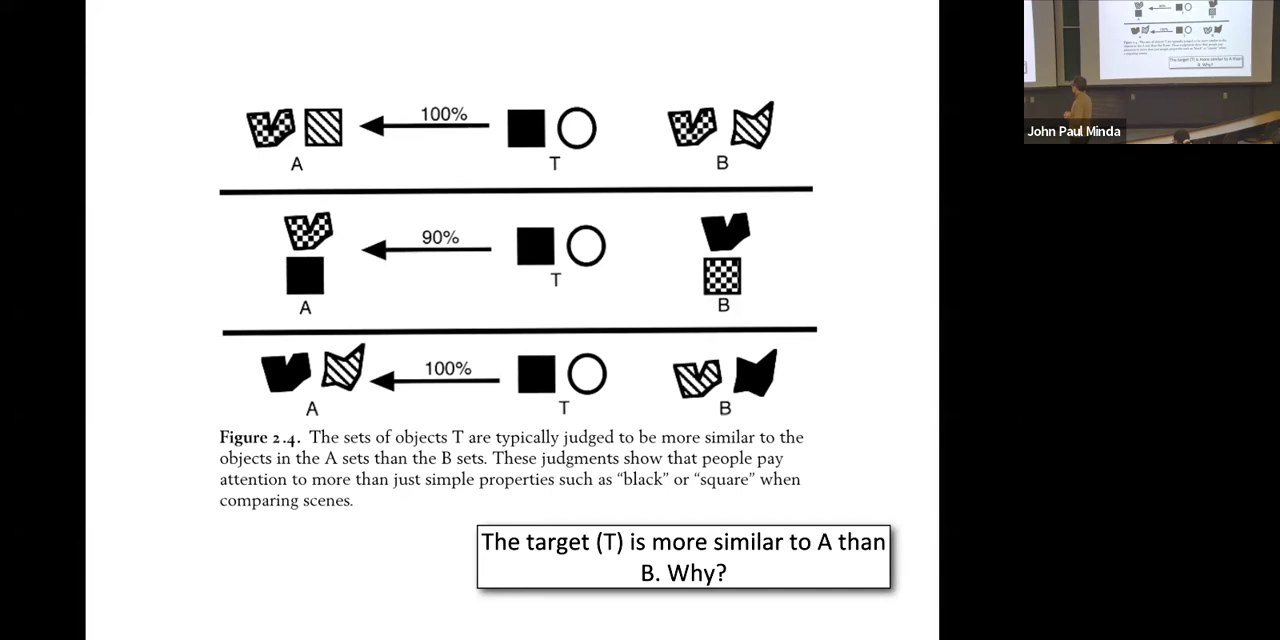 100%
A
T
B
90%
A
T
B
100%
A
T
B
Figure 2.4. The sets of objects T are typically judged to be more similar to the
objects in the A sets than the B sets. These judgments show that people pay
attention to more than just simple properties such as “black” or “square” when
comparing scenes.
The target (T) is more similar to A than
B. Why?
John Paul Minda